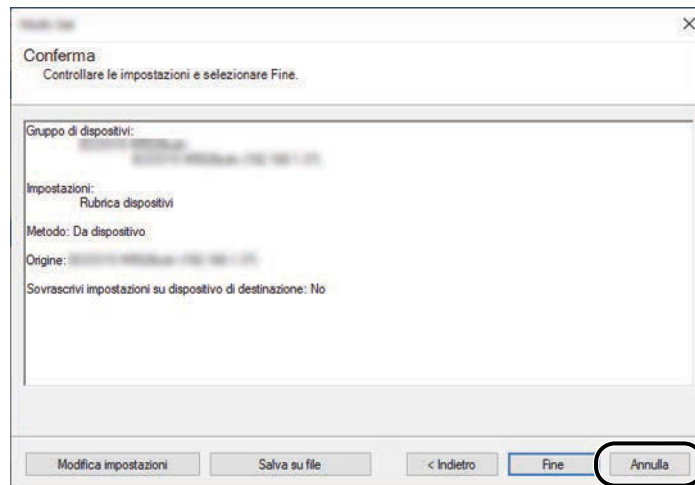 Conferma
Controllare le impostazioni e selezionare Fine.
Gruppo di dispositivi:
Impostazioni:
Rubrica dispositivi
Metodo: Da dispositivo
Origine:
Sovrascrivi impostazioni su dispositivo di destinazione: No
Modifica impostazioni
Salva su file
< Indietro
Fine
Annulla